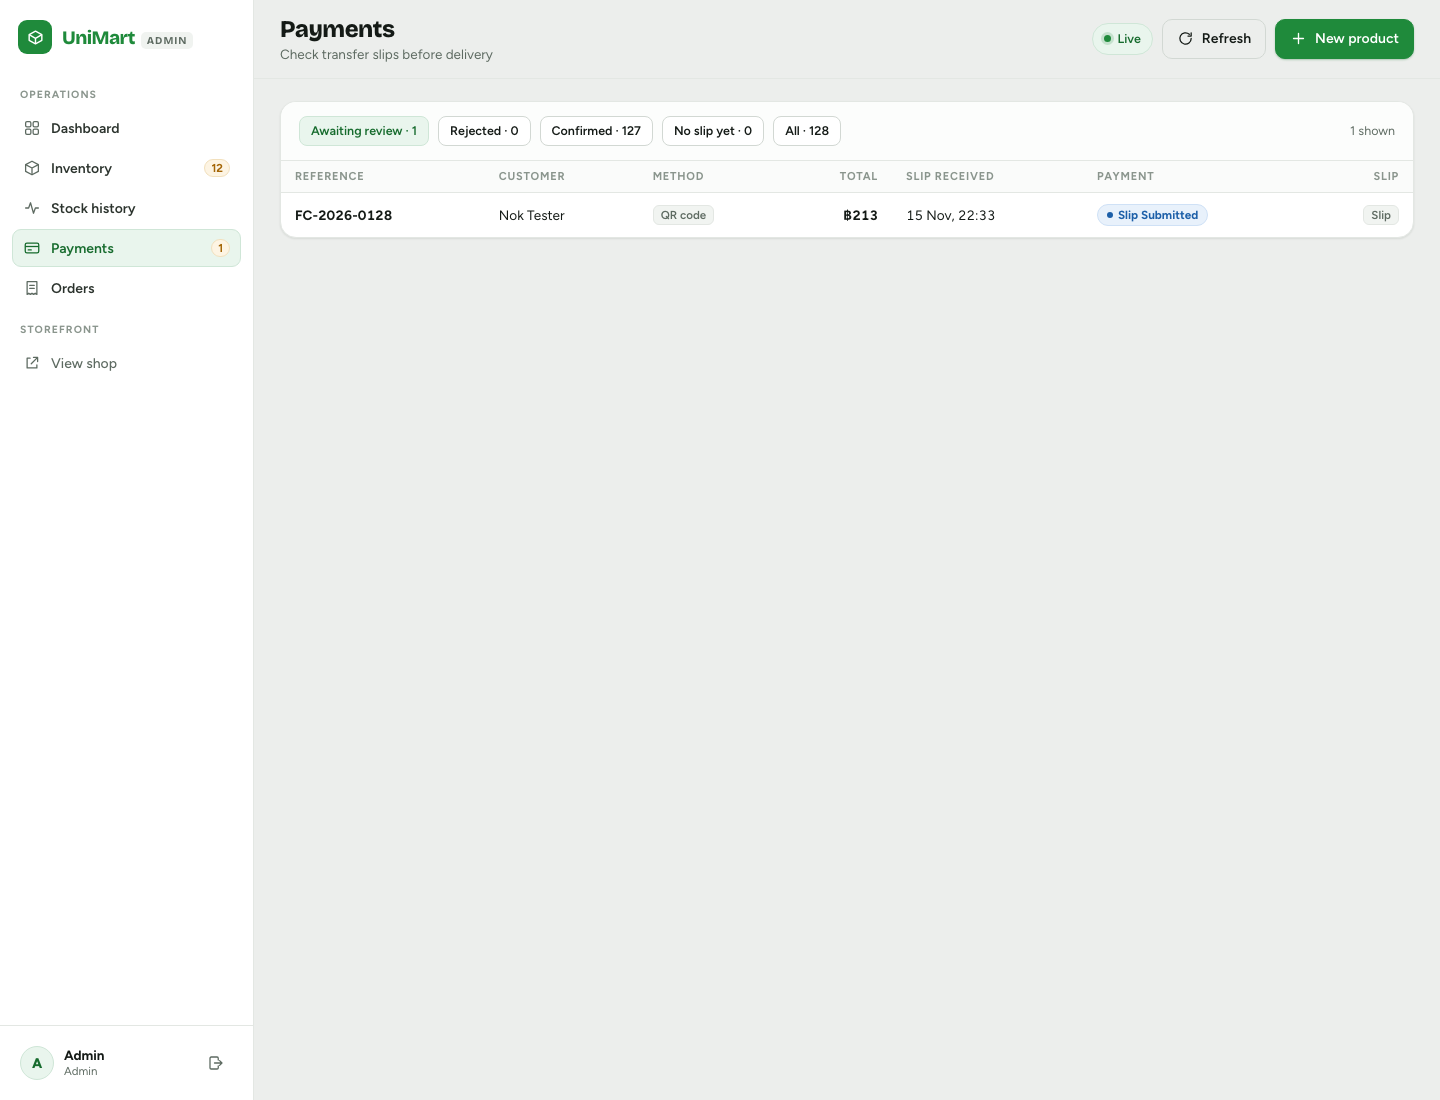 UniMart ADMIN
OPERATIONS
Dashboard
Inventory 12
Stock history
Payments 1
Orders
STOREFRONT
View shop
A
Admin
Admin
Payments
Check transfer slips before delivery
Live
Refresh
New product
Awaiting review · 1 Rejected · 0 Confirmed · 127 No slip yet · 0 All · 128 1 shown
REFERENCE CUSTOMER METHOD TOTAL SLIP RECEIVED PAYMENT SLIP
FC-2026-0128 Nok Tester QR code ฿213 15 Nov, 22:33 Slip Submitted Slip